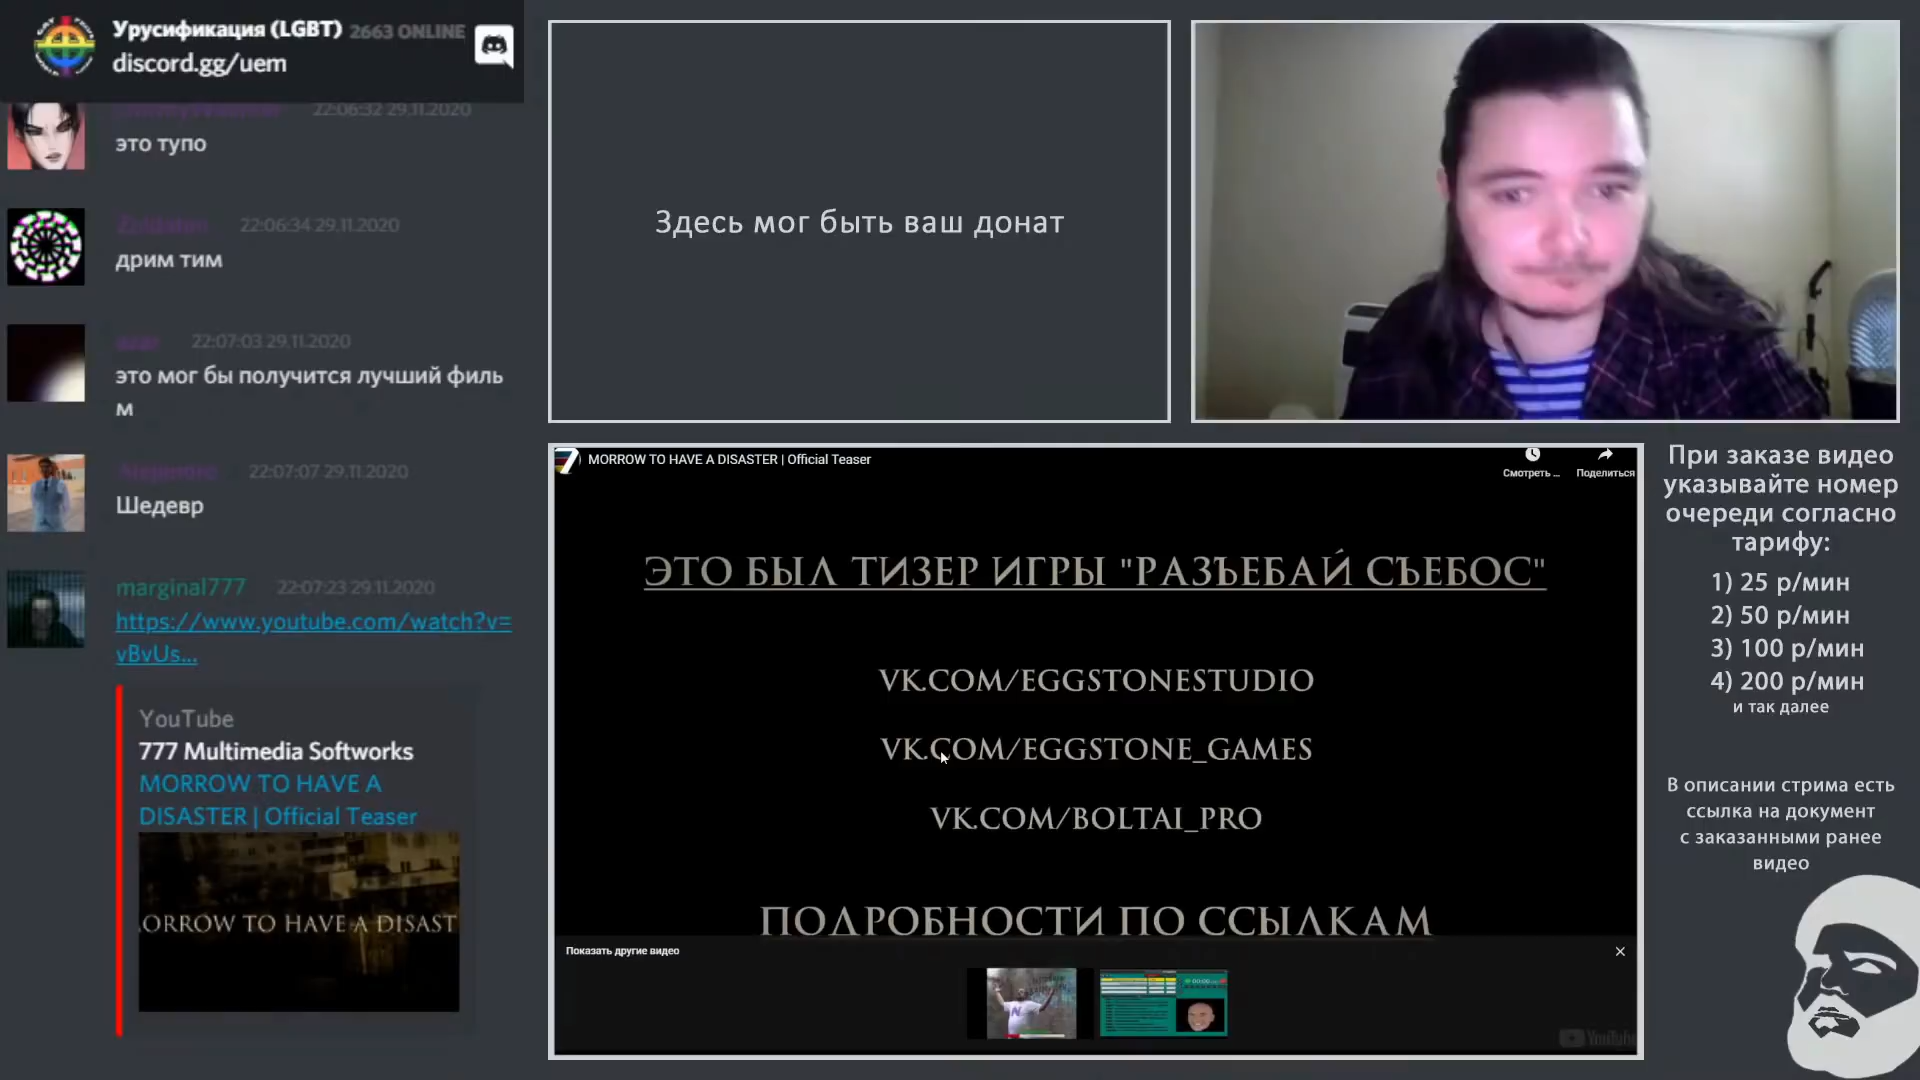 Урусификация (LGBT) 2663 ONLINE
discord.gg/uem
22:06:32 29.11.2020
это тупо
22:06:34 29.11.2020
дрим тим
22:07:03 29.11.2020
это мог бы получится лучший филь
м
22:07:07 29.11.2020
Шедевр
marginal777 22:07:23 29.11.2020
https://www.youtube.com/watch?v=
vBvUs...
YouTube
777 Multimedia Softworks
MORROW TO HAVE A
DISASTER | Official Teaser
ORROW TO HAVE A DISAST
Здесь мог быть ваш донат
MORROW TO HAVE A DISASTER | Official Teaser
Смотреть ...
Поделиться
ЭТО БЫЛ ТИЗЕР ИГРЫ "РАЗЪЕБАЙ СЪЕБОС"
VK.COM/EGGSTONESTUDIO
VK.COM/EGGSTONE_GAMES
VK.COM/BOLTAI_PRO
ПОДРОБНОСТИ ПО ССЫЛКАМ
Показать другие видео
YouTube
При заказе видео
указывайте номер
очереди согласно
тарифу:
1) 25 р/мин
2) 50 р/мин
3) 100 р/мин
4) 200 р/мин
и так далее
В описании стрима есть
ссылка на документ
с заказанными ранее
видео